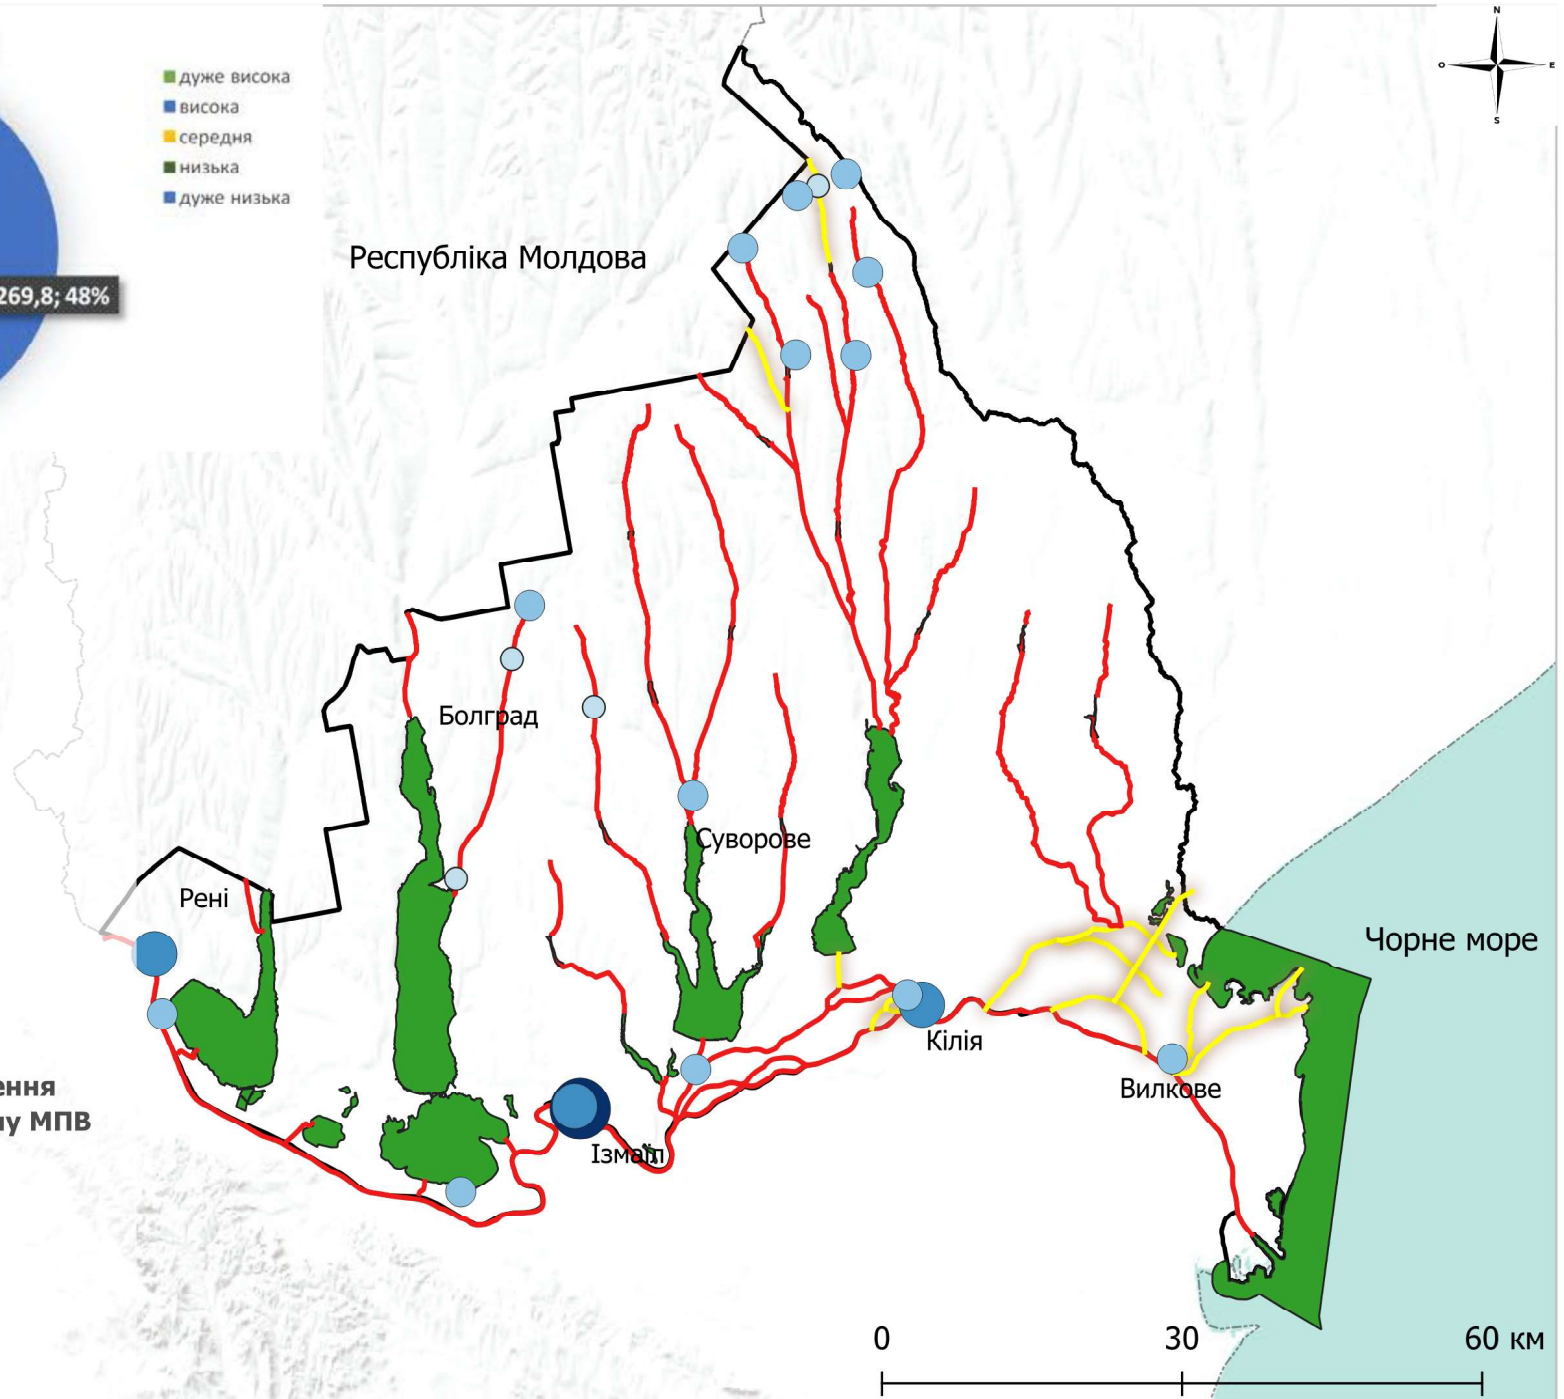 N
O
E
S
дуже висока
висока
середня
низька
дуже низька
269,8; 48%
Республіка Молдова
Болград
Суворове
Рені
Чорне море
Кілія
Вилкове
Ізмаїл
МПВ
0 30 60 км